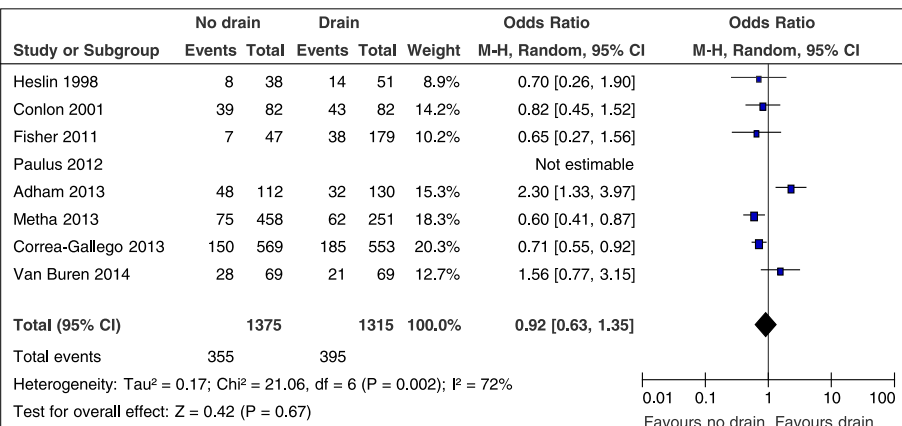 No drain Drain Odds Ratio Odds Ratio
Study or Subgroup Events Total Events Total Weight M-H, Random, 95% CI M-H, Random, 95% CI
Heslin 1998 8 38 14 51 8.9% 0.70 [0.26, 1.90]
Conlon 2001 39 82 43 82 14.2% 0.82 [0.45, 1.52]
Fisher 2011 7 47 38 179 10.2% 0.65 [0.27, 1.56]
Paulus 2012 Not estimable
Adham 2013 48 112 32 130 15.3% 2.30 [1.33, 3.97]
Metha 2013 75 458 62 251 18.3% 0.60 [0.41, 0.87]
Correa-Gallego 2013 150 569 185 553 20.3% 0.71 [0.55, 0.92]
Van Buren 2014 28 69 21 69 12.7% 1.56 [0.77, 3.15]
Total (95% CI) 1375 1315 100.0% 0.92 [0.63, 1.35]
Total events 355 395
Heterogeneity: Tau² = 0.17; Chi² = 21.06, df = 6 (P = 0.002); I² = 72%
Test for overall effect: Z = 0.42 (P = 0.67)
0.01 0.1 1 10 100
Favours no drain Favours drain